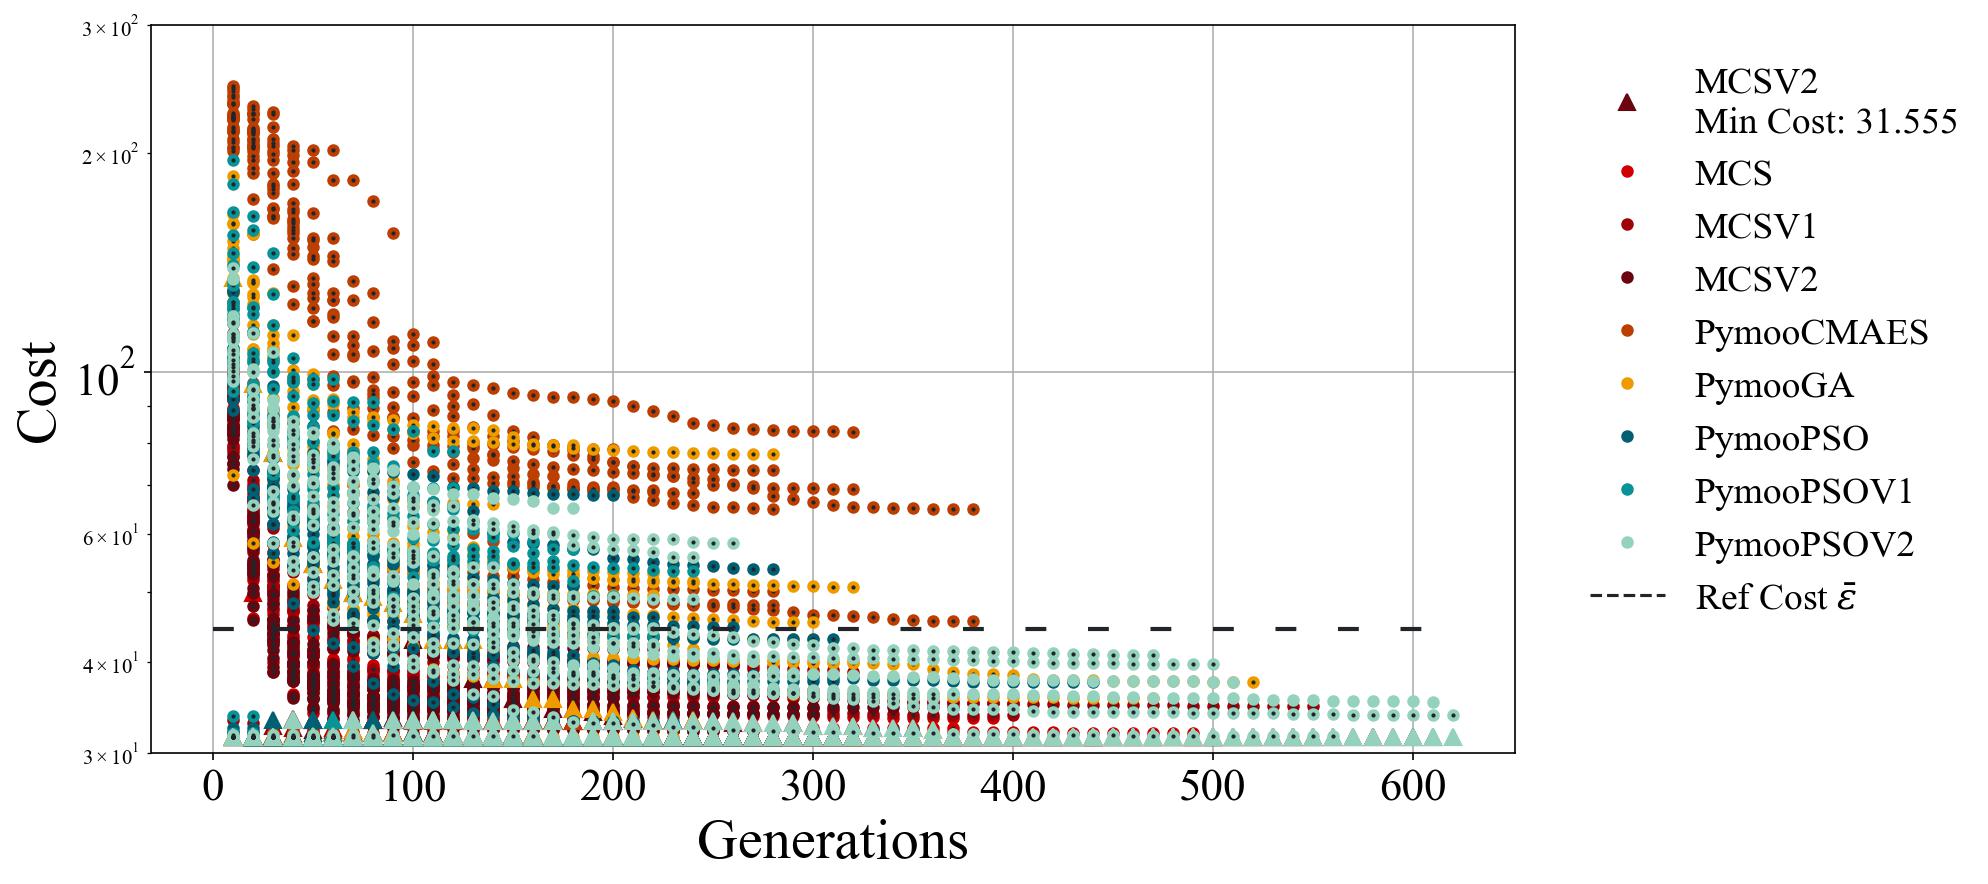 3 × 10²
2 × 10²
10²
6 × 10¹
4 × 10¹
3 × 10¹
Cost
0 100 200 300 400 500 600
Generations
MCSV2
Min Cost: 31.555
MCS
MCSV1
MCSV2
PymooCMAES
PymooGA
PymooPSO
PymooPSOV1
PymooPSOV2
Ref Cost ε̄